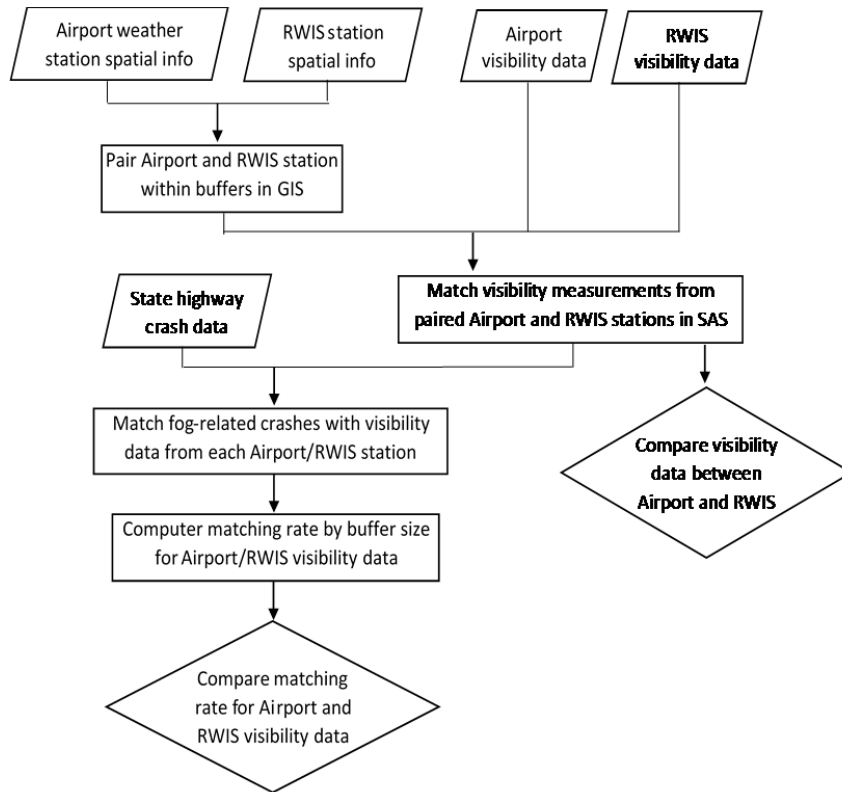 Airport weather
station spatial info
RWIS station
spatial info
Airport
visibility data
RWIS
visibility data
Pair Airport and RWIS station
within buffers in GIS
State highway
crash data
Match visibility measurements from
paired Airport and RWIS stations in SAS
Match fog-related crashes with visibility
data from each Airport/RWIS station
Compare visibility
data between
Airport and RWIS
Computer matching rate by buffer size
for Airport/RWIS visibility data
Compare matching
rate for Airport and
RWIS visibility data